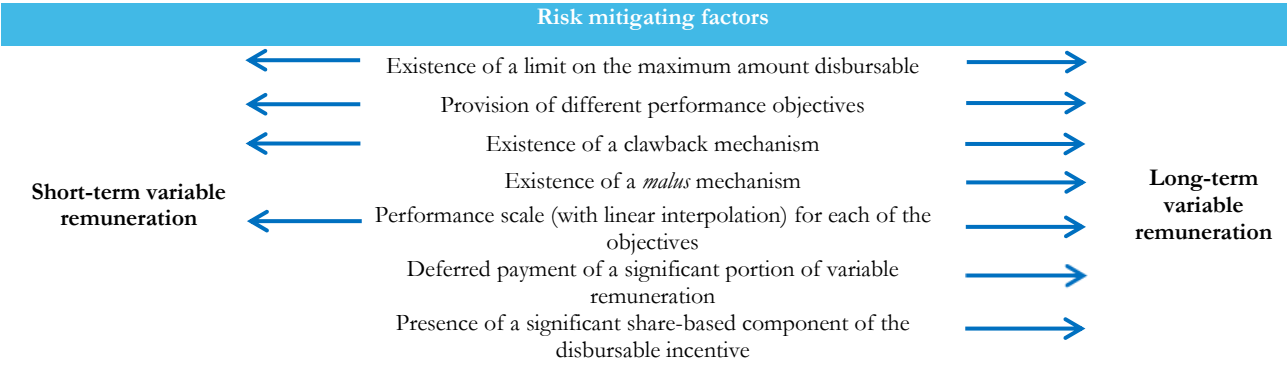 Risk mitigating factors
Existence of a limit on the maximum amount disbursable
Provision of different performance objectives
Existence of a clawback mechanism
Existence of a malus mechanism
Short-term variable
remuneration
Performance scale (with linear interpolation) for each of the
objectives
Deferred payment of a significant portion of variable
remuneration
Presence of a significant share-based component of the
disbursable incentive
Long-term
variable
remuneration